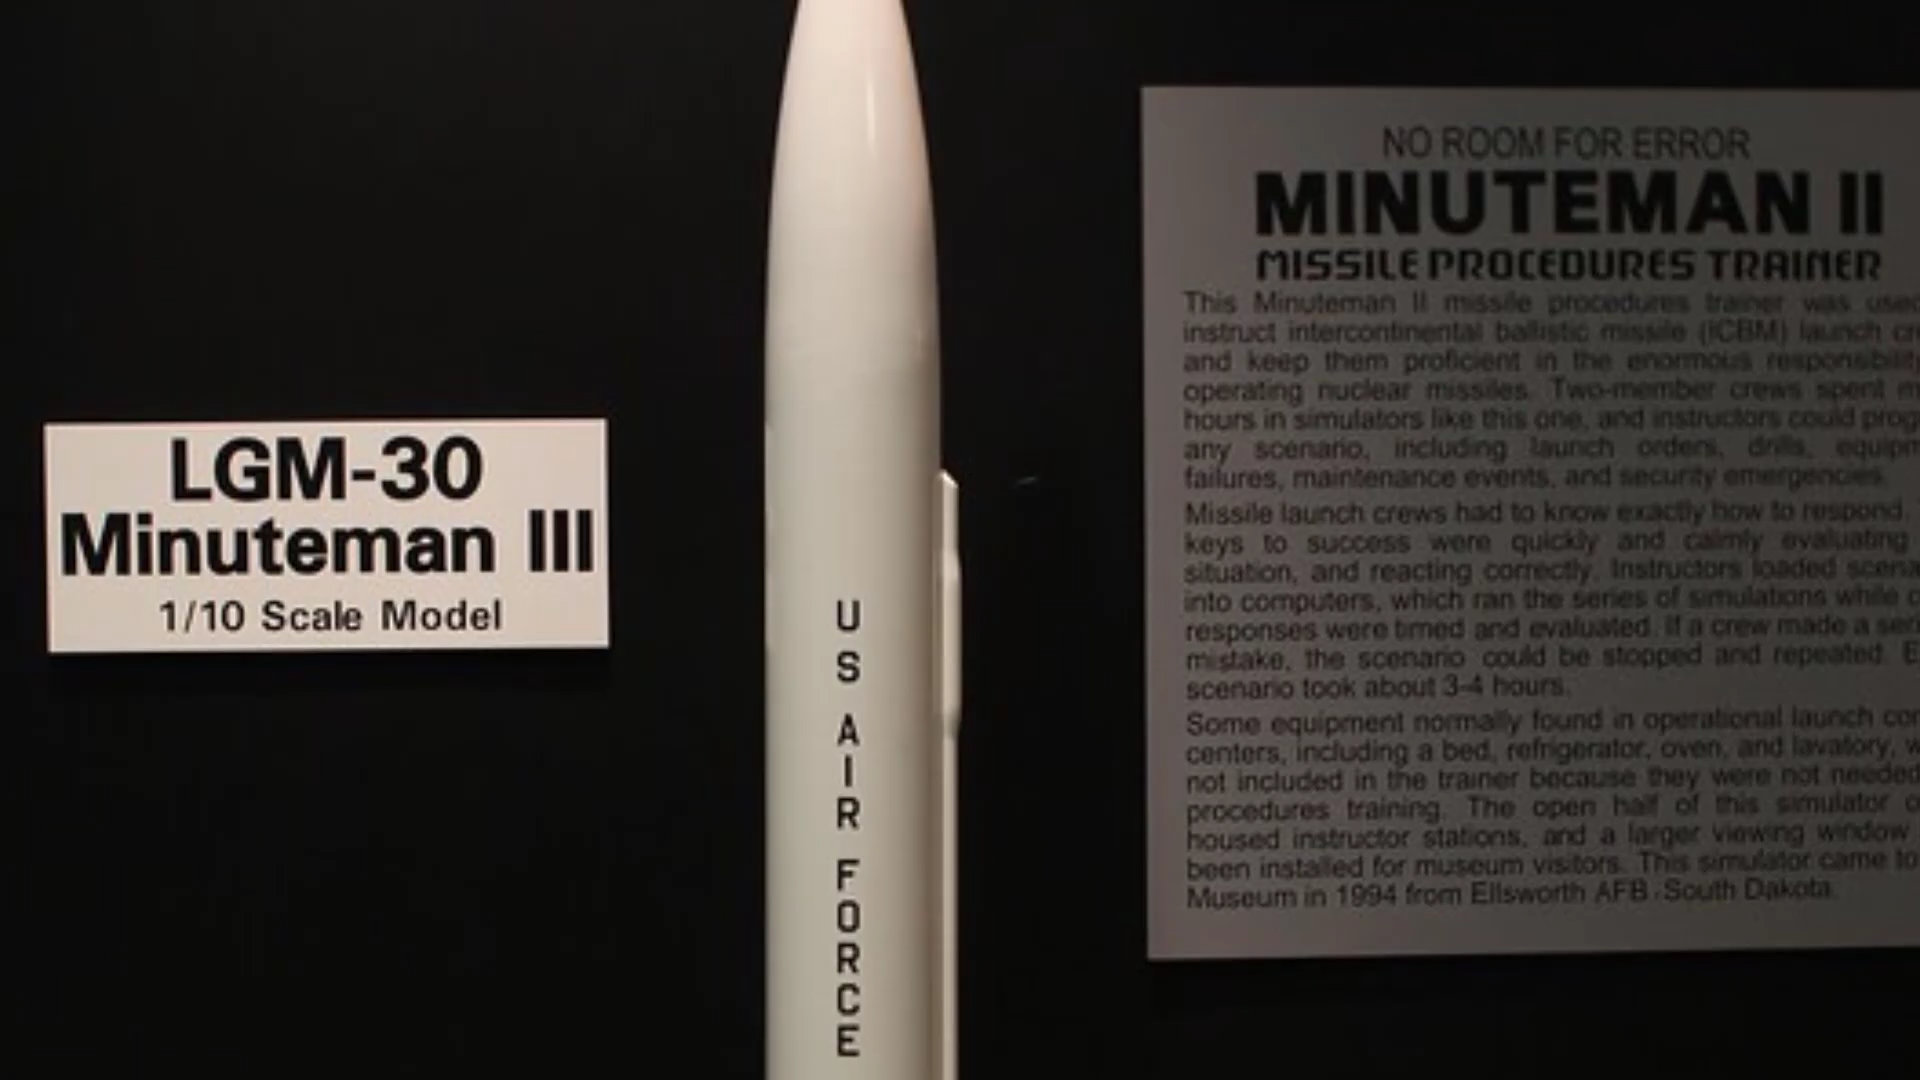 LGM-30
Minuteman III
1/10 Scale Model
U
S
A
I
R
F
O
R
C
E
NO ROOM FOR ERROR
MINUTEMAN II
MISSILE PROCEDURES TRAINER
This Minuteman II missile procedures trainer was used
instruct intercontinental ballistic missile (ICBM) launch
and keep them proficient in the enormous responsibility
operating nuclear missiles. Two-member crews spent
hours in simulators like this one, and instructors could
any scenario, including launch orders, drills,
failures, maintenance events, and security emergencies.
Missile launch crews had to know exactly how to respond.
keys to success were quickly and calmly evaluating
situation, and reacting correctly. Instructors loaded
into computers, which ran the series of simulations while
responses were timed and evaluated. If a crew made a
mistake, the scenario could be stopped and repeated.
scenario took about 3-4 hours.
Some equipment normally found in operational launch
centers, including a bed, refrigerator, oven, and lavatory,
not included in the trainer because they were not needed
procedures training. The open half of this simulator
housed instructor stations, and a larger viewing window
been installed for museum visitors. This simulator came to
Museum in 1994 from Ellsworth AFB, South Dakota.